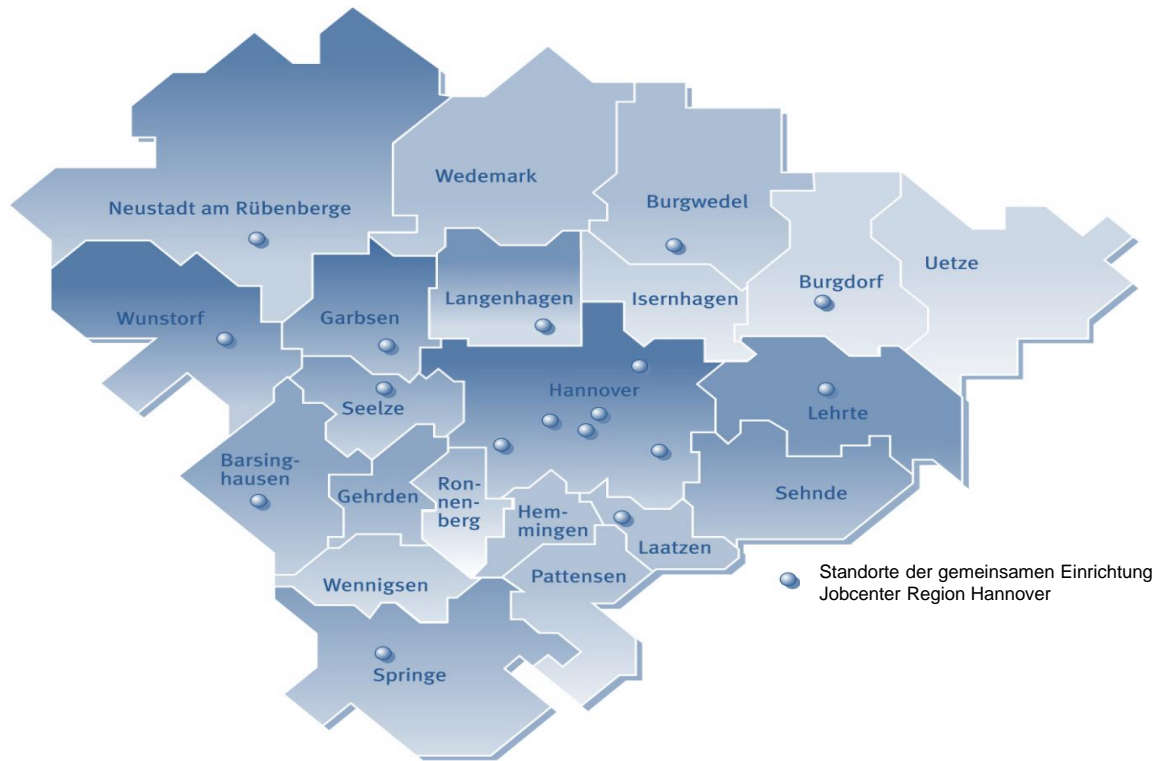 Wedemark
Neustadt am Rübenberge
Burgwedel
Uetze
Burgdorf
Langenhagen
Isernhagen
Wunstorf
Garbsen
Hannover
Seelze
Lehrte
Barsing-
hausen
Gehrden
Ron-
nen-
berg
Sehnde
Hem-
mingen
Laatzen
Wennigsen
Pattensen
Springe
Standorte der gemeinsamen Einrichtung
Jobcenter Region Hannover